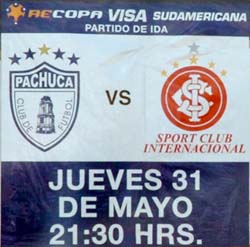 RECOPA VISA SUDAMERICANA
PARTIDO DE IDA
PACHUCA
CLUB DE FUTBOL
VS
SPORT CLUB
INTERNACIONAL
JUEVES 31
DE MAYO
21:30 HRS.